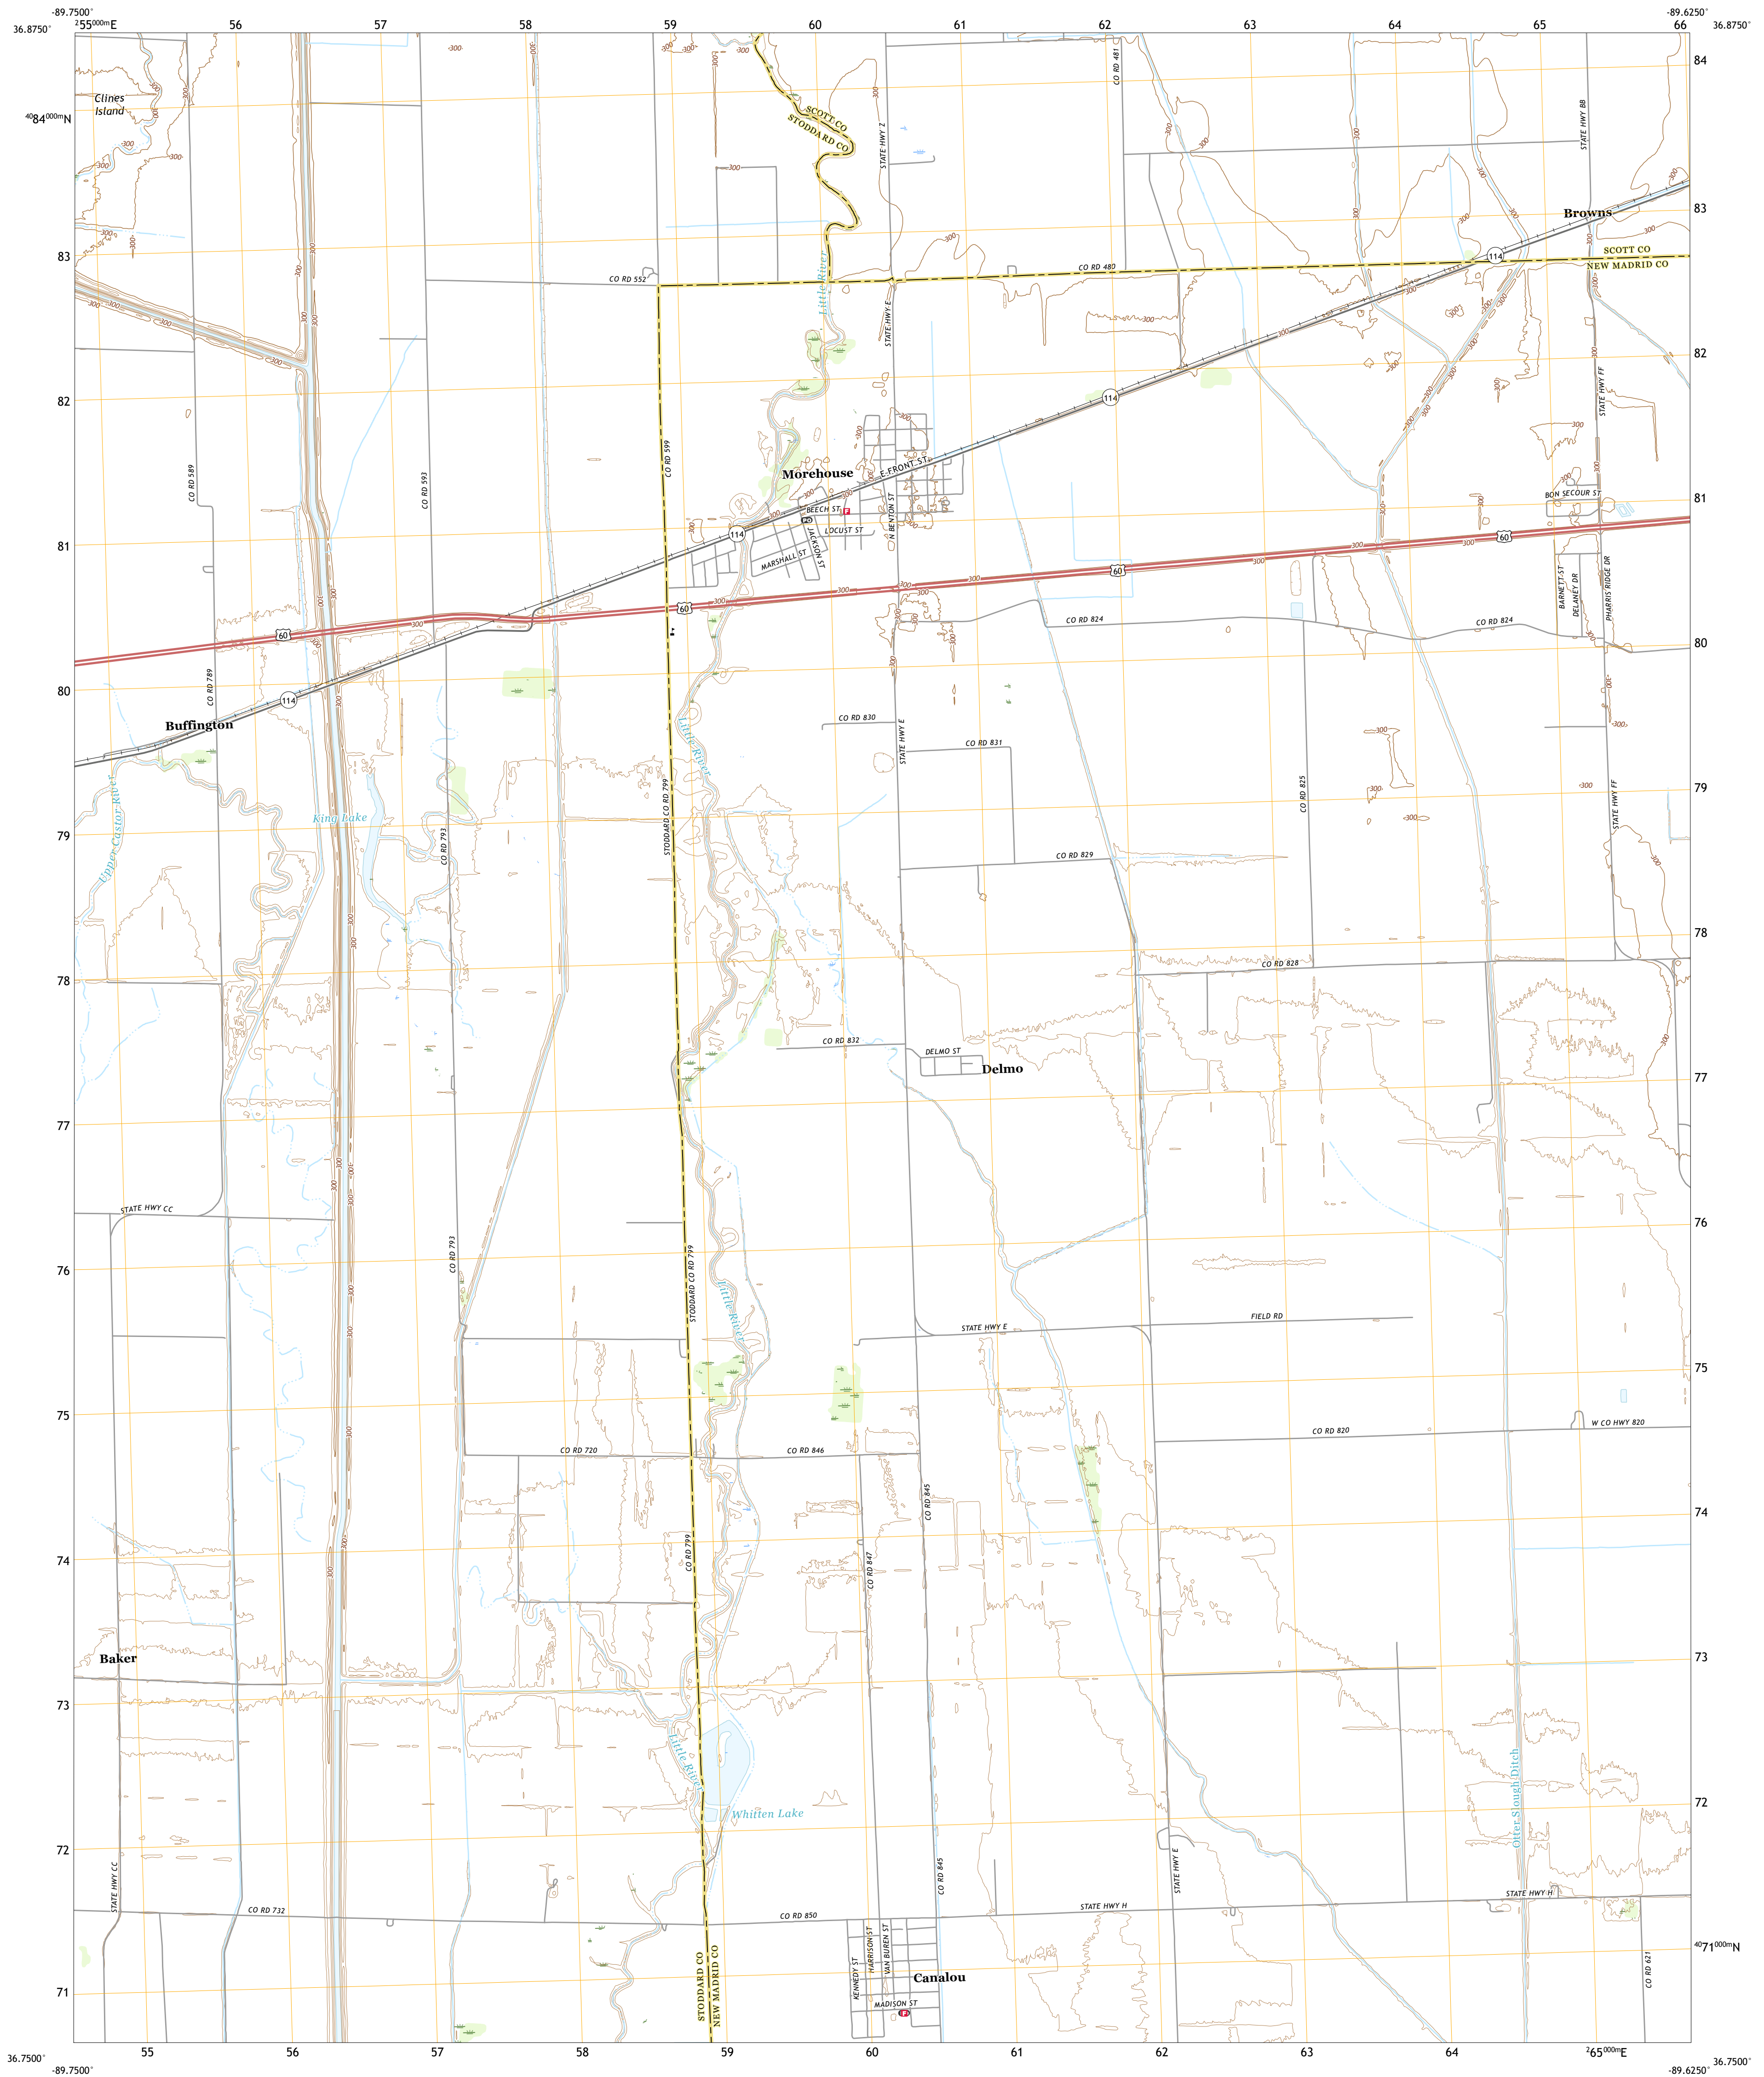 -89.7500°
-89.6250°
36.8750°
²55⁰⁰⁰ᵐE
56
57
58
59
60
61
62
63
64
65
66
36.8750°
84
Clines
Island
⁴⁰84⁰⁰⁰ᵐN
SCOTT CO
STODDARD CO
STATE HWY Z
CO RD 481
STATE HWY BB
83
Browns
83
114
SCOTT CO
NEW MADRID CO
CO RD 480
CO RD 552
Little River
STATE HWY E
82
82
114
STATE HWY FF
CO RD 589
CO RD 593
CO RD 599
Morehouse
E FRONT ST
81
BON SECOUR ST
BEECH ST
F
PO
JACKSON ST
LOCUST ST
N BENTON ST
MARSHALL ST
114
60
81
60
BARNETT ST
DELANEY DR
PHARRIS RIDGE DR
60
60
CO RD 824
CO RD 824
80
80
CO RD 789
114
Buffington
CO RD 830
STATE HWY E
CO RD 831
Little River
79
79
Upper Castor River
King Lake
CO RD 793
STODDARD CO RD 799
CO RD 829
CO RD 825
STATE HWY FF
78
78
CO RD 828
CO RD 832
DELMO ST
Delmo
77
77
STATE HWY CC
76
76
CO RD 793
STODDARD CO RD 799
Little River
STATE HWY E
FIELD RD
75
75
CO RD 720
CO RD 846
CO RD 820
W CO HWY 820
CO RD 845
74
74
CO RD 799
CO RD 847
Baker
73
73
Little River
Whitten Lake
Otter Slough Ditch
72
72
STATE HWY CC
CO RD 845
STATE HWY E
CO RD 732
CO RD 850
STATE HWY H
STATE HWY H
STODDARD CO
NEW MADRID CO
KENNEDY ST
HARRISON ST
VAN BUREN ST
Canalou
MADISON ST
F
CO RD 621
⁴⁰71⁰⁰⁰ᵐN
71
36.7500°
55
56
57
58
59
60
61
62
63
64
²65⁰⁰⁰ᵐE
36.7500°
-89.7500°
-89.6250°
300